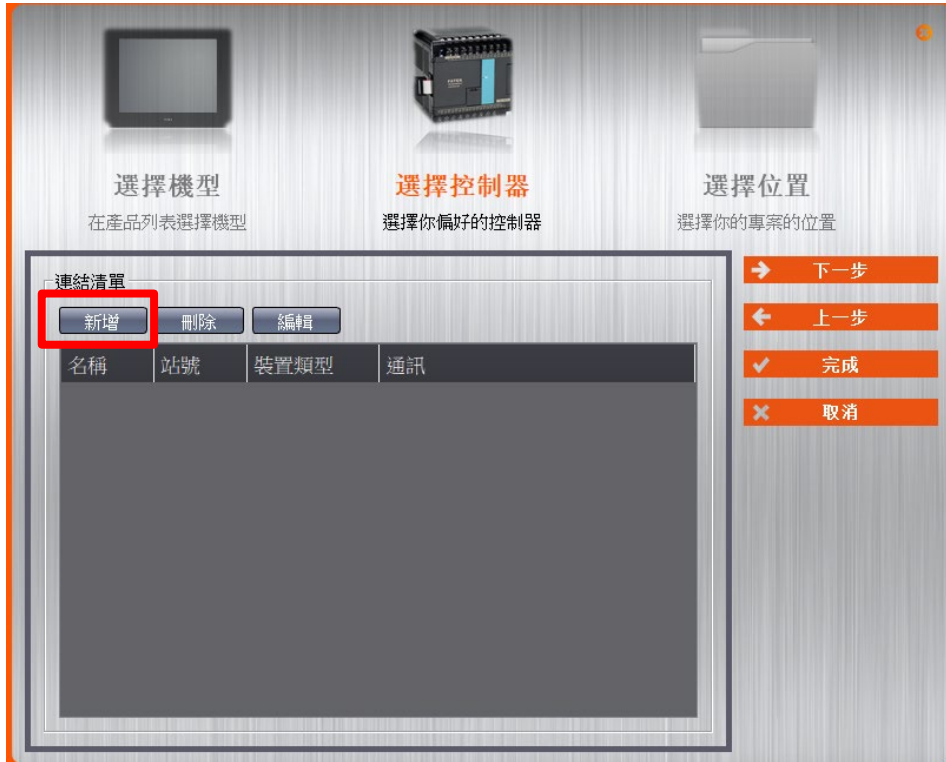 選擇機型
在產品列表選擇機型
選擇控制器
選擇你偏好的控制器
選擇位置
選擇你的專案的位置
連結清單
新增
刪除
編輯
名稱
站號
裝置類型
通訊
下一步
上一步
完成
取消